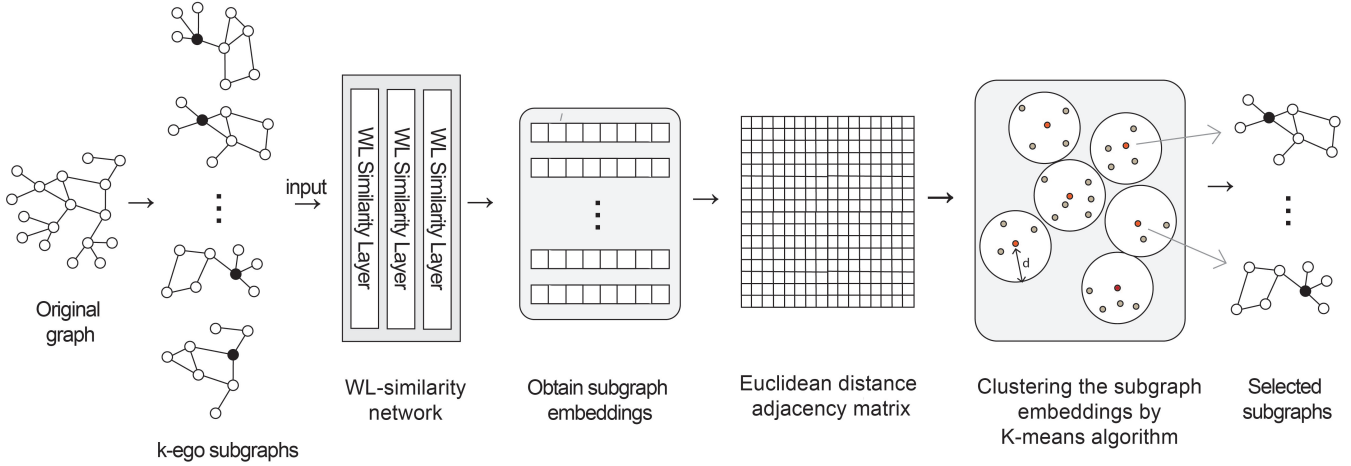 Original
graph
k-ego subgraphs
input
WL Similarity Layer
WL Similarity Layer
WL Similarity Layer
WL-similarity
network
Obtain subgraph
embeddings
Euclidean distance
adjacency matrix
d
Clustering the subgraph
embeddings by
K-means algorithm
Selected
subgraphs